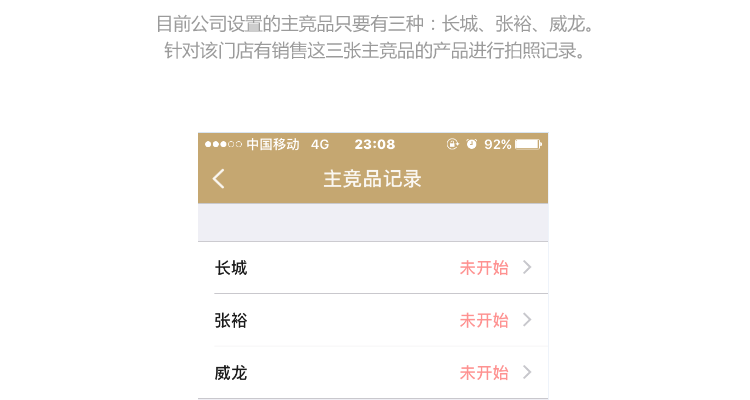 目前公司设置的主竞品只要有三种：长城、张裕、威龙。
针对该门店有销售这三张主竞品的产品进行拍照记录。
中国移动 4G 23:08 92%
主竞品记录
长城 未开始
张裕 未开始
威龙 未开始